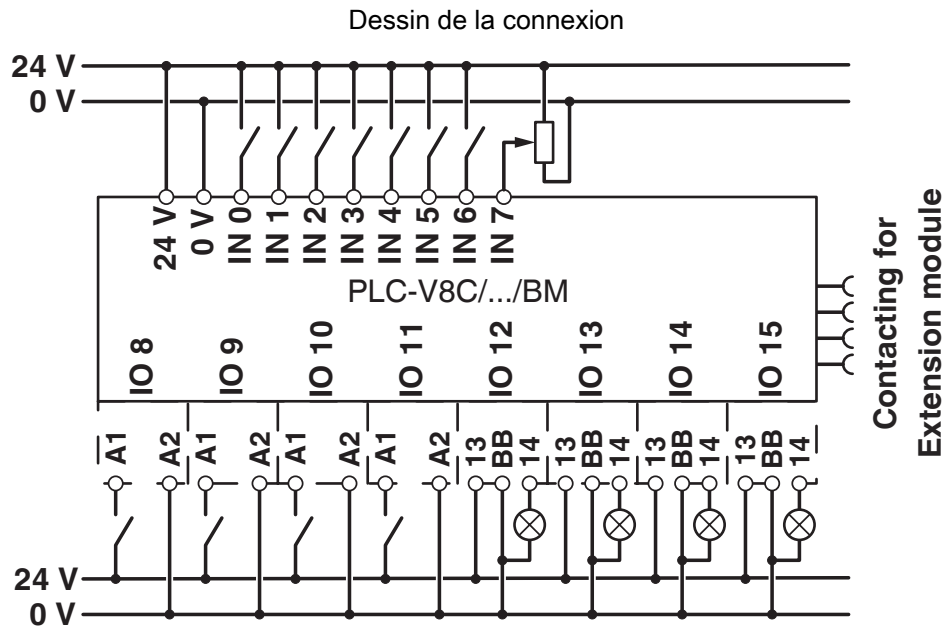 Dessin de la connexion
24 V
0 V
24 V
0 V
IN 0
IN 1
IN 2
IN 3
IN 4
IN 5
IN 6
IN 7
PLC-V8C/.../BM
IO 8
IO 9
IO 10
IO 11
IO 12
IO 13
IO 14
IO 15
Contacting for
Extension module
A1
A2
A1
A2
A1
A2
A1
A2
13
BB
14
13
BB
14
13
BB
14
13
BB
14
24 V
0 V